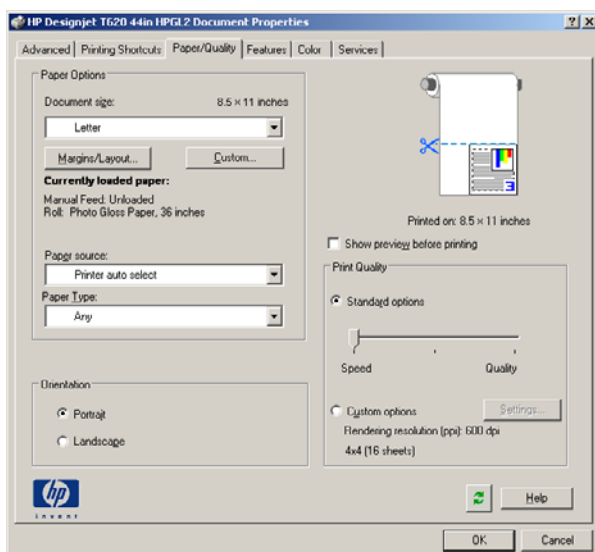 HP Designjet T620 44in HPGL2 Document Properties
Advanced Printing Shortcuts Paper/Quality Features Color Services
Paper Options
Document size: 8.5 × 11 inches
Letter
Margins/Layout... Custom...
Currently loaded paper:
Manual Feed: Unloaded
Roll: Photo Gloss Paper, 36 inches
Paper source:
Printer auto select
Paper Type:
Any
Orientation
Portrait
Landscape
3
Printed on: 8.5 × 11 inches
Show preview before printing
Print Quality
Standard options
Speed Quality
Custom options Settings...
Rendering resolution (ppi): 600 dpi
4x4 (16 sheets)
hp
invent
Help
OK Cancel